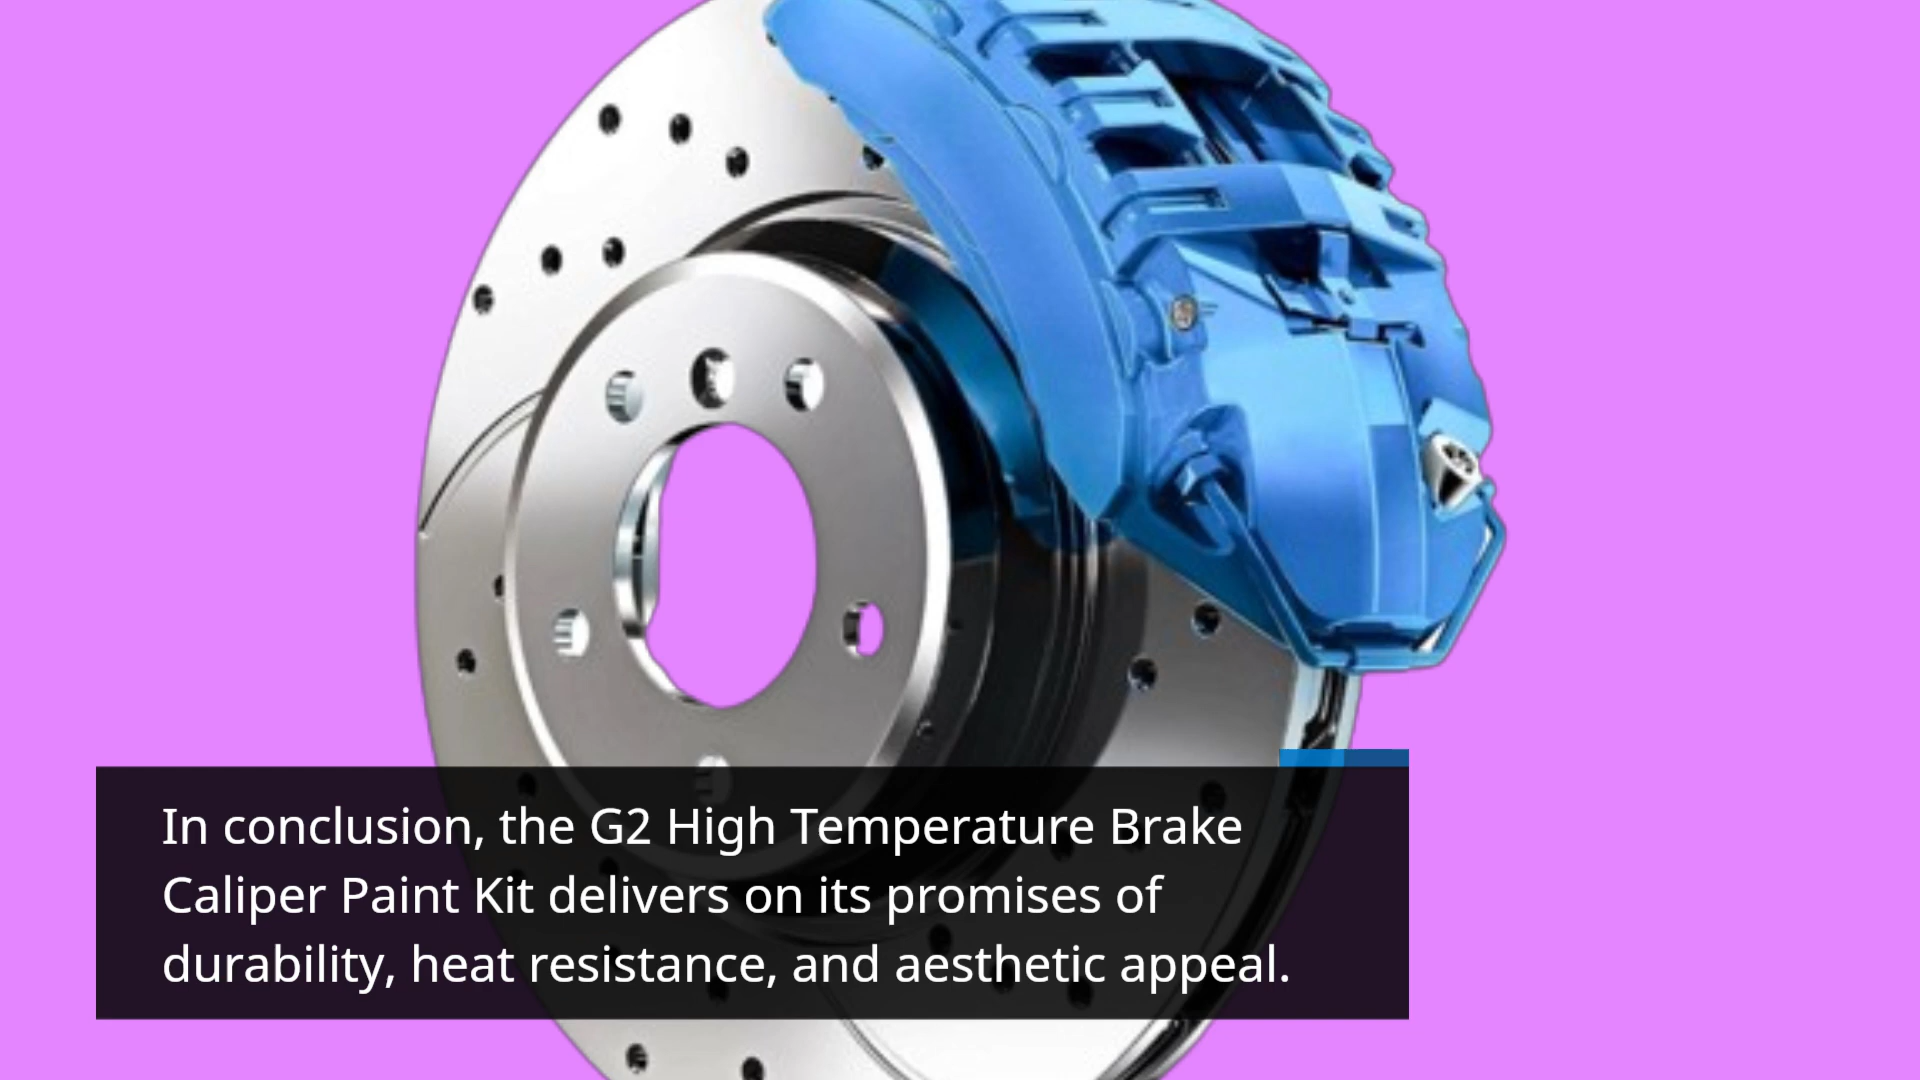 In conclusion, the G2 High Temperature Brake
Caliper Paint Kit delivers on its promises of
durability, heat resistance, and aesthetic appeal.